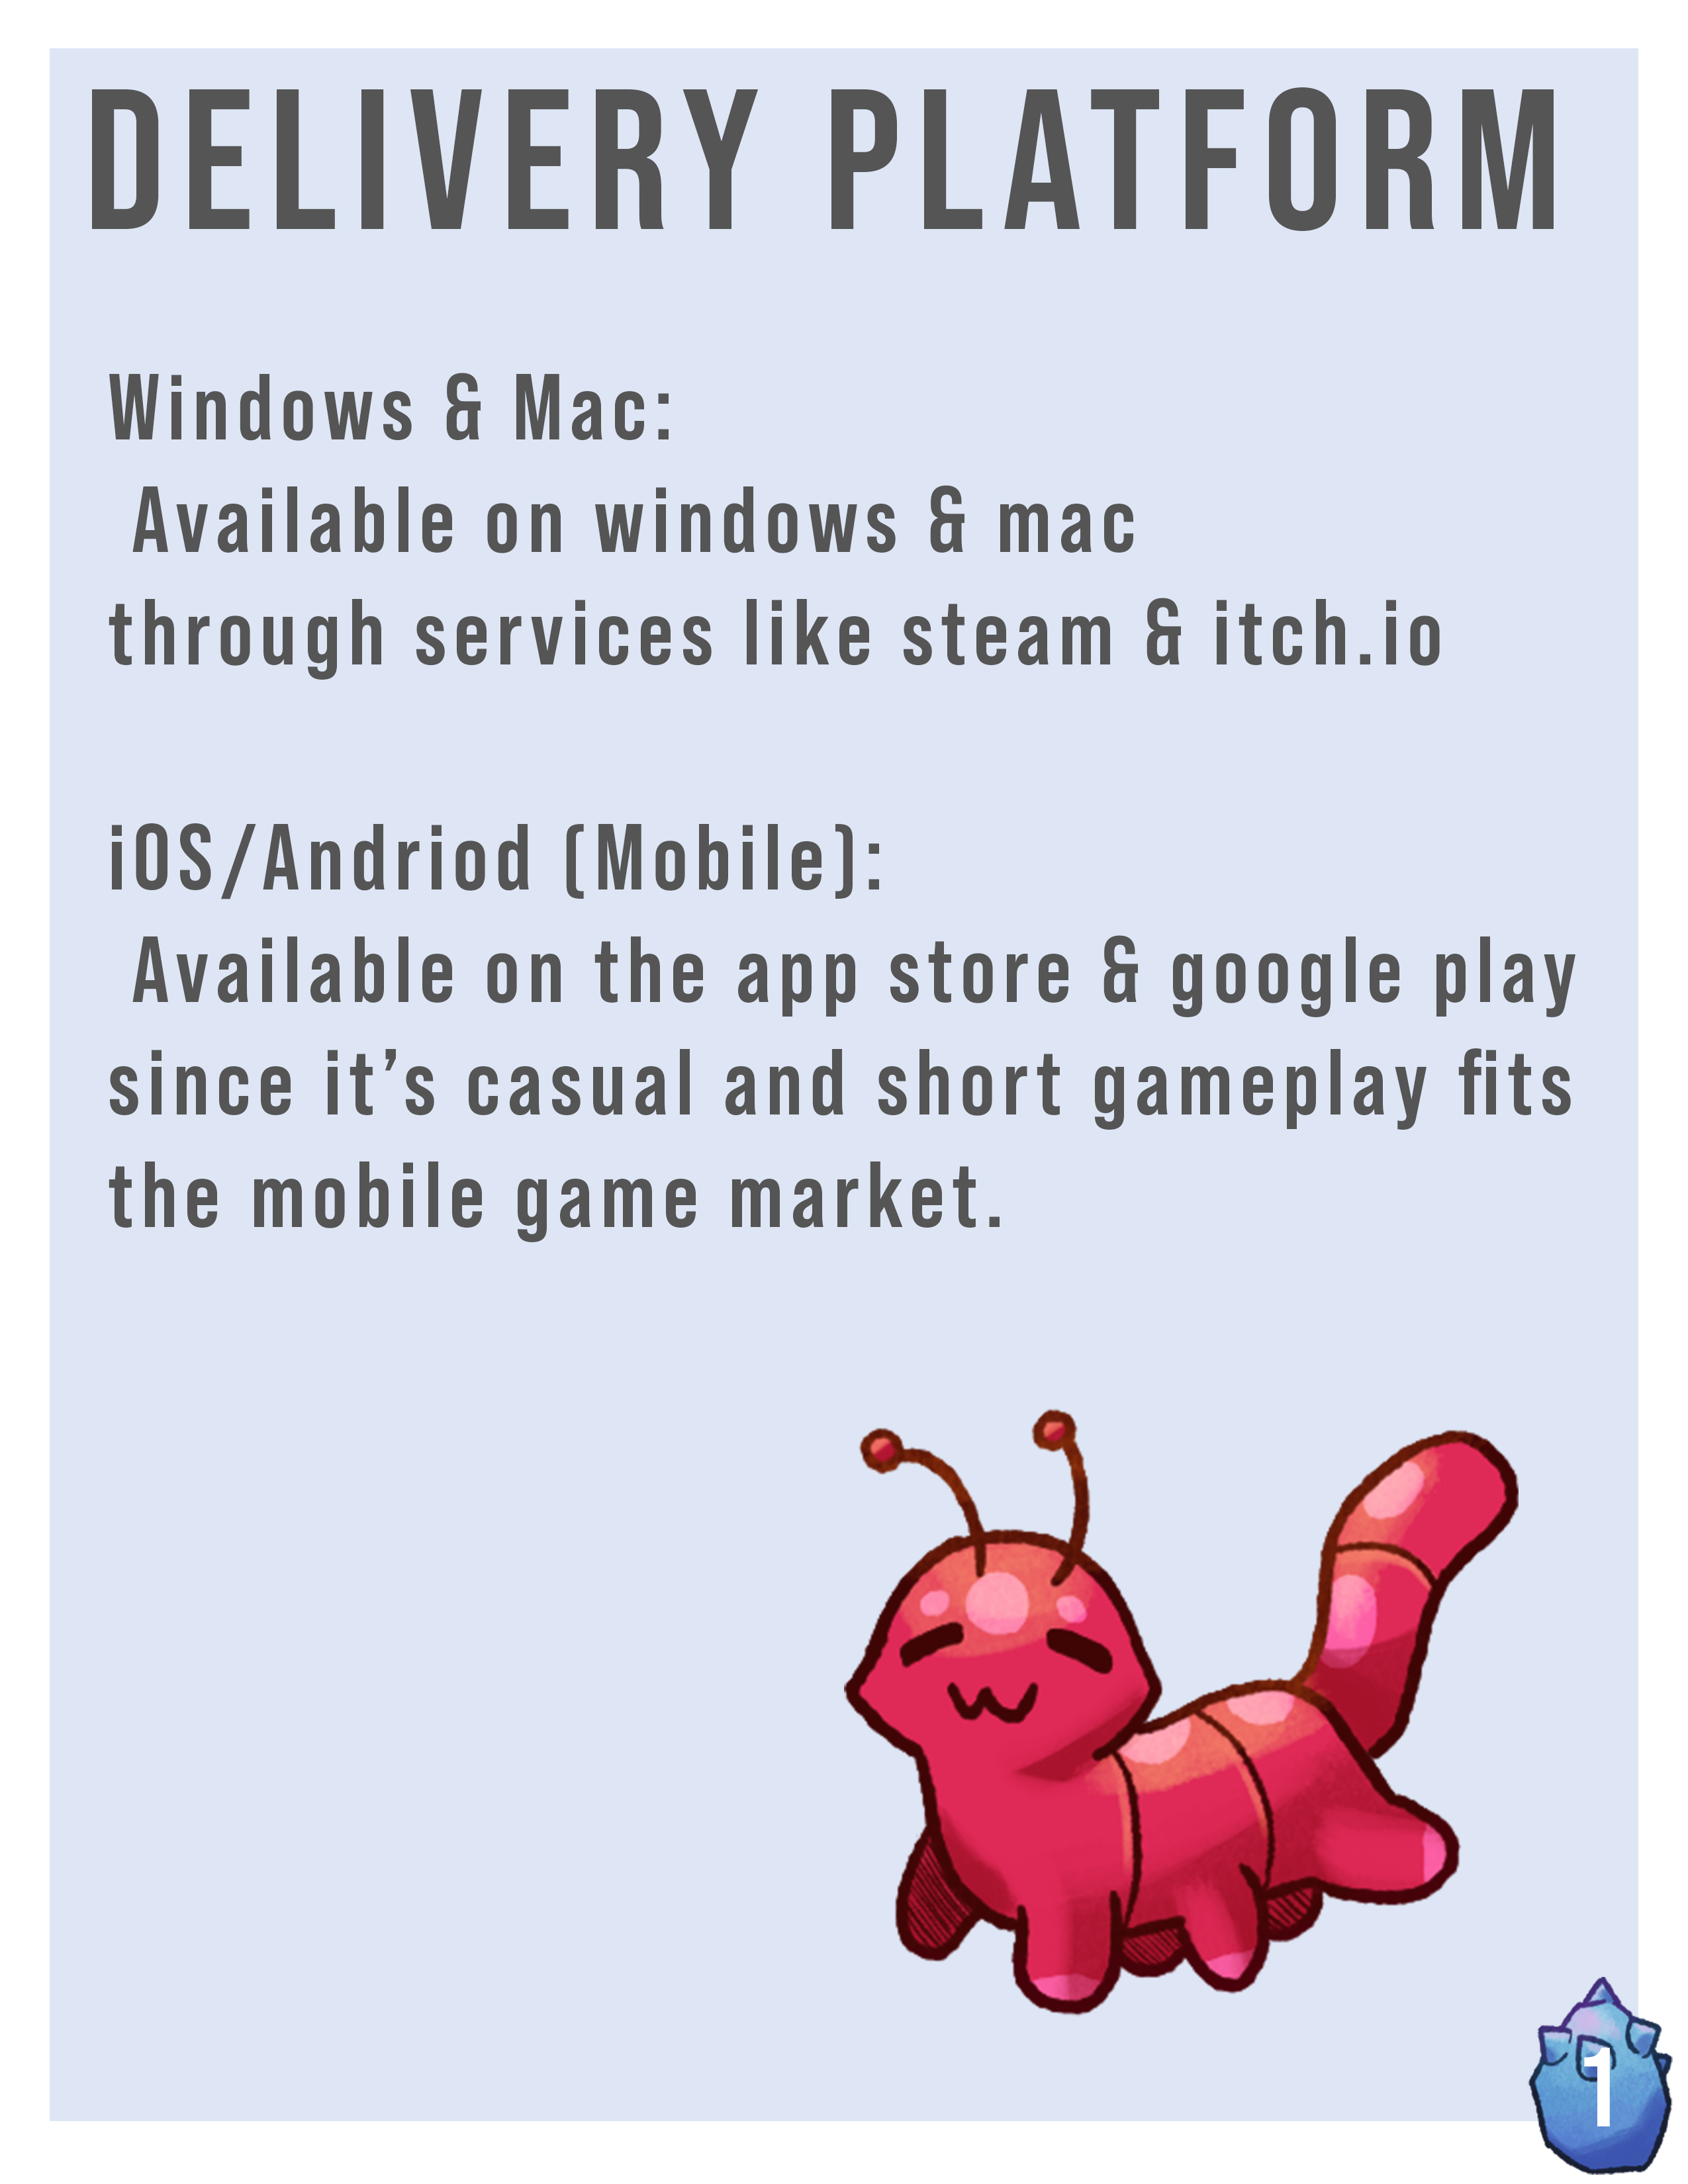 DELIVERY PLATFORM
Windows & Mac:
Available on windows & mac
through services like steam & itch.io
iOS/Andriod (Mobile):
Available on the app store & google play
since it’s casual and short gameplay fits
the mobile game market.
1